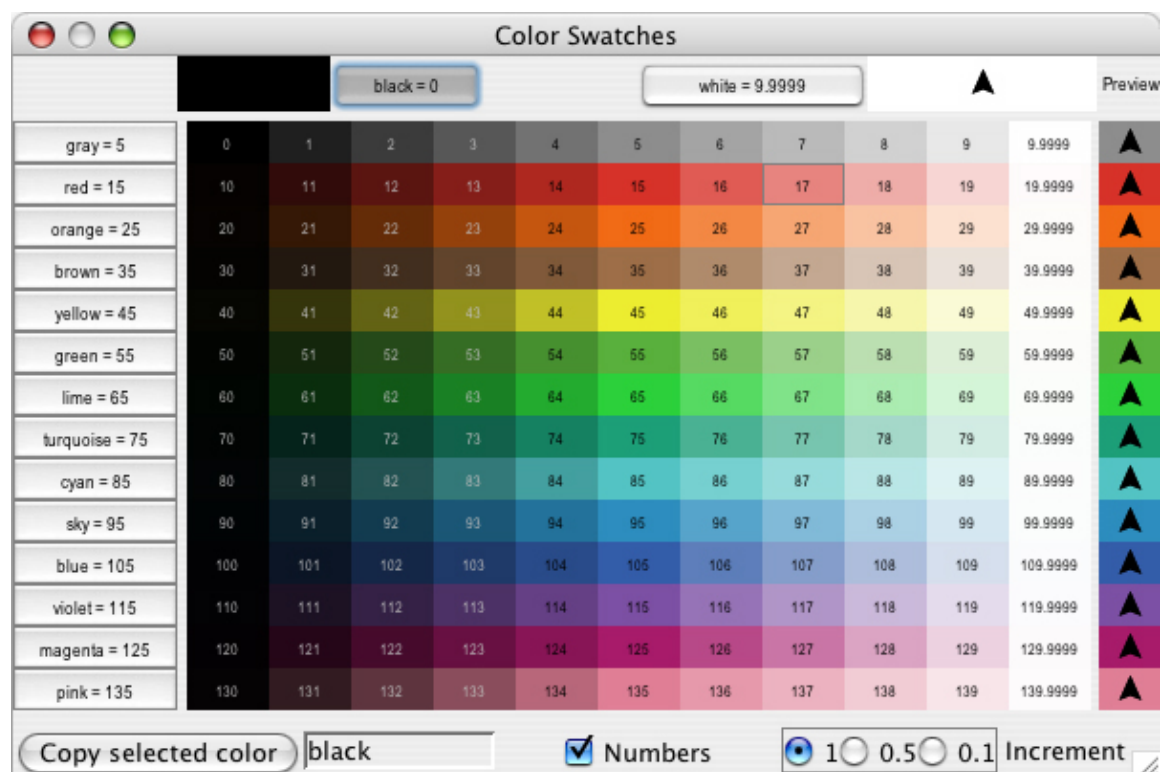 Color Swatches
black = 0 white = 9.9999 Preview
gray = 5 0 1 2 3 4 5 6 7 8 9 9.9999
red = 15 10 11 12 13 14 15 16 17 18 19 19.9999
orange = 25 20 21 22 23 24 25 26 27 28 29 29.9999
brown = 35 30 31 32 33 34 35 36 37 38 39 39.9999
yellow = 45 40 41 42 43 44 45 46 47 48 49 49.9999
green = 55 50 51 52 53 54 55 56 57 58 59 59.9999
lime = 65 60 61 62 63 64 65 66 67 68 69 69.9999
turquoise = 75 70 71 72 73 74 75 76 77 78 79 79.9999
cyan = 85 80 81 82 83 84 85 86 87 88 89 89.9999
sky = 95 90 91 92 93 94 95 96 97 98 99 99.9999
blue = 105 100 101 102 103 104 105 106 107 108 109 109.9999
violet = 115 110 111 112 113 114 115 116 117 118 119 119.9999
magenta = 125 120 121 122 123 124 125 126 127 128 129 129.9999
pink = 135 130 131 132 133 134 135 136 137 138 139 139.9999
Copy selected color black Numbers 1 0.5 0.1 Increment